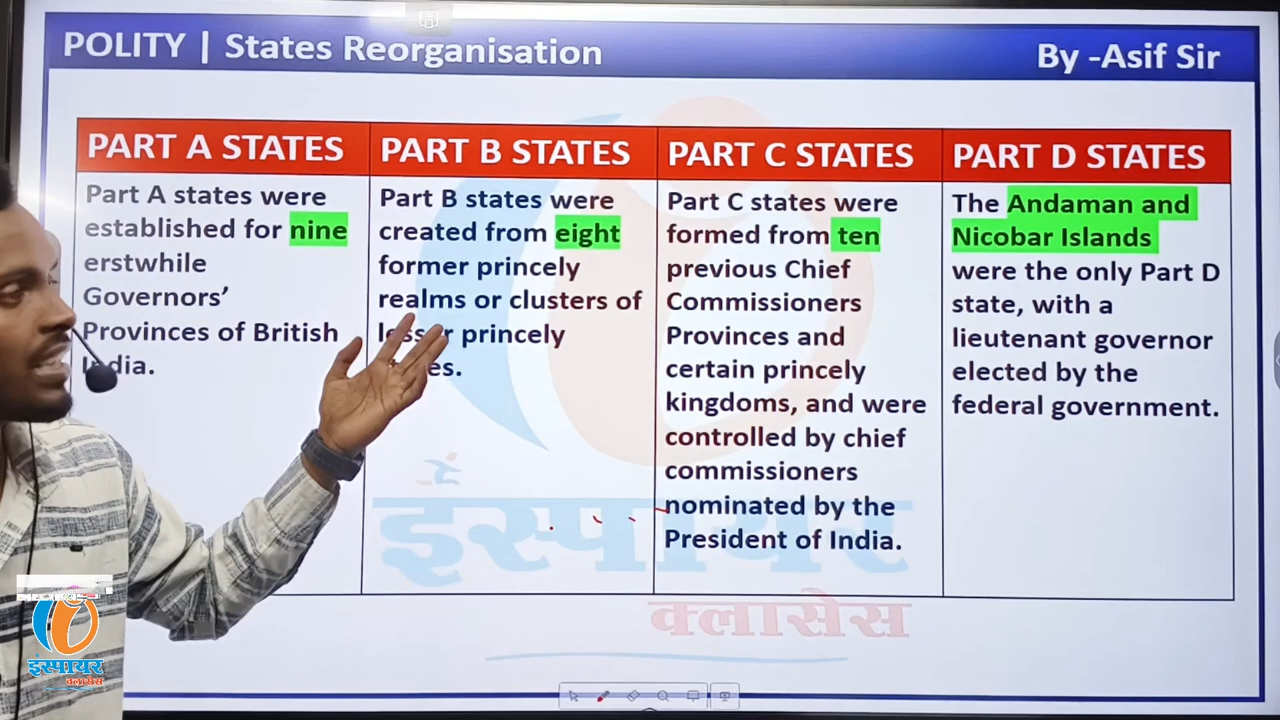 POLITY | States Reorganisation
By -Asif Sir
PART A STATES
Part A states were
established for nine
erstwhile
Governors’
Provinces of British
India.
PART B STATES
Part B states were
created from eight
former princely
realms or clusters of
lesser princely
es.
PART C STATES
Part C states were
formed from ten
previous Chief
Commissioners
Provinces and
certain princely
kingdoms, and were
controlled by chief
commissioners
nominated by the
President of India.
PART D STATES
The Andaman and
Nicobar Islands
were the only Part D
state, with a
lieutenant governor
elected by the
federal government.
इंस्पायर
क्लासेस
इंस्पायर
क्लासेस